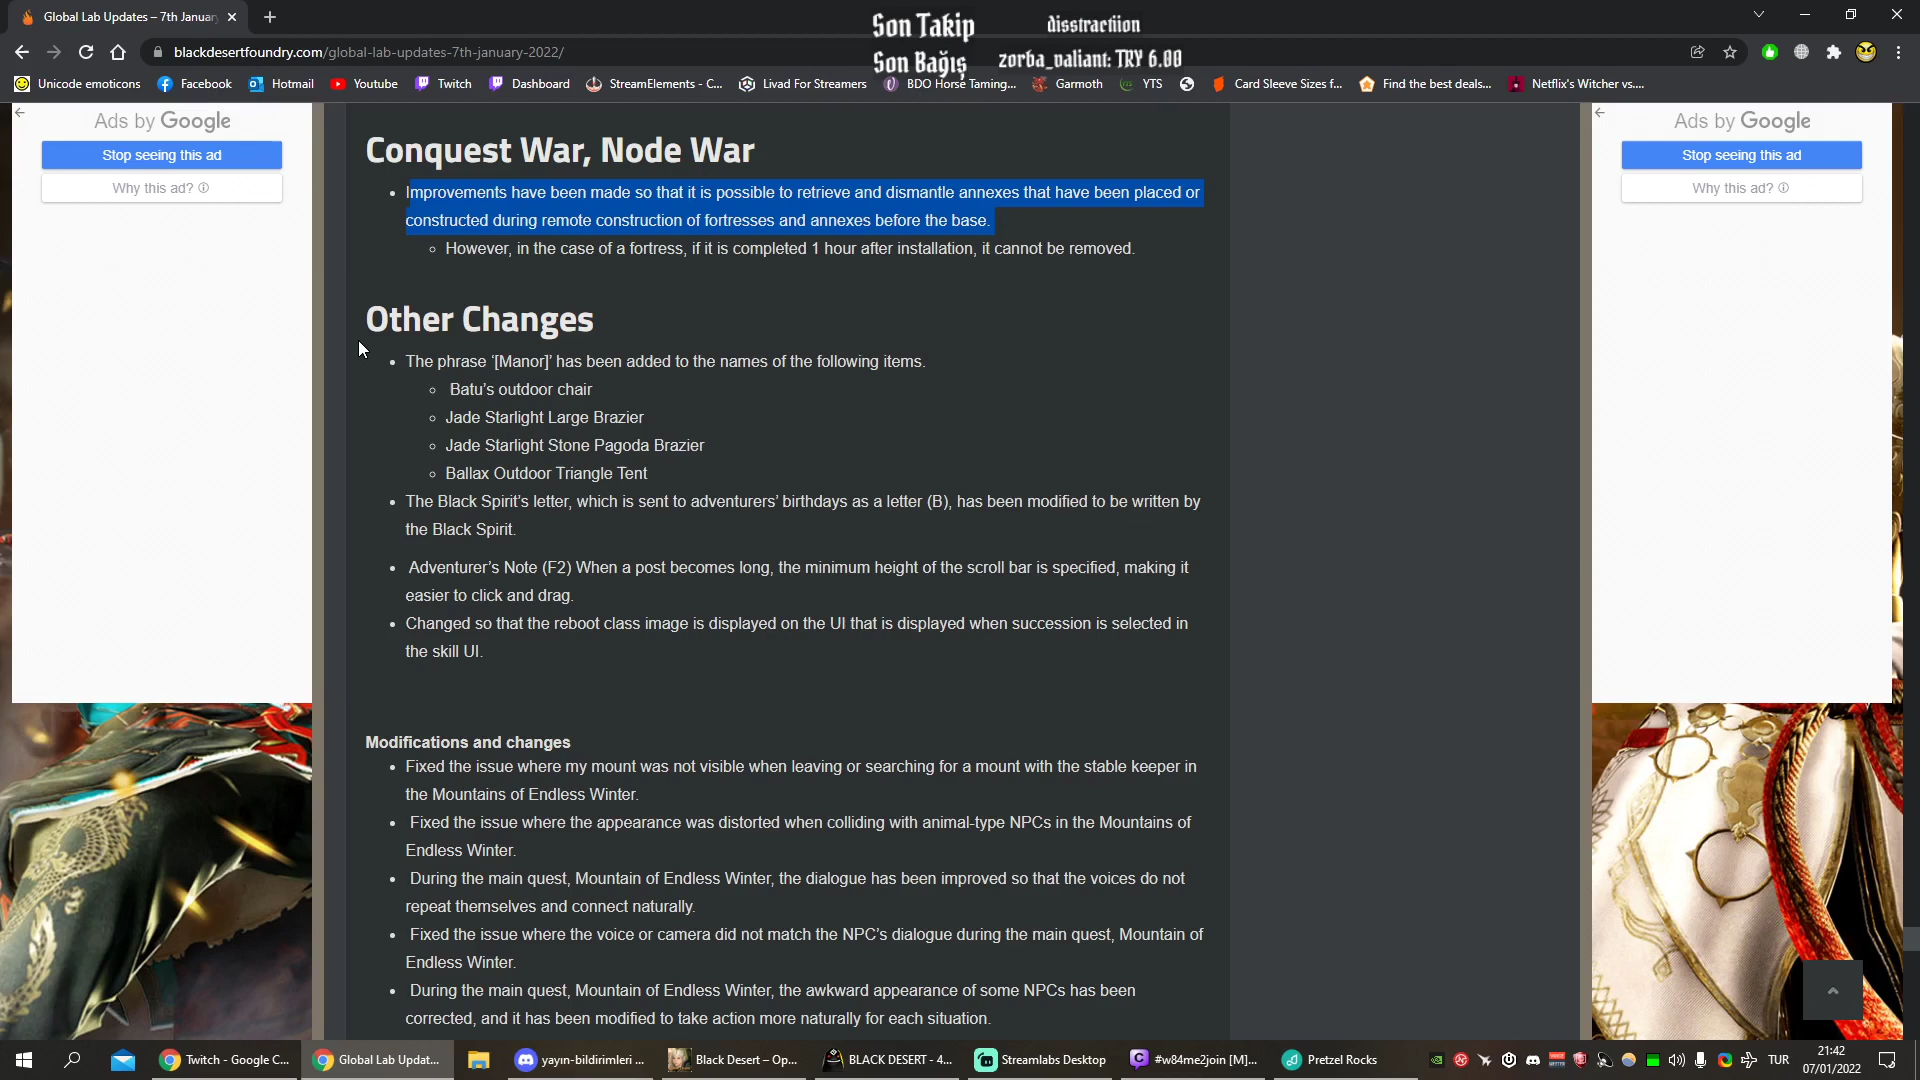 Global Lab Updates – 7th Januar
Son Takip
disstractiion
Son Bağış
zorba_valiant: TRY 6.00
blackdesertfoundry.com/global-lab-updates-7th-january-2022/
Unicode emoticons
Facebook
Hotmail
Youtube
Twitch
Dashboard
StreamElements - C...
Livad For Streamers
BDO Horse Taming...
Garmoth
YTS
Card Sleeve Sizes f...
Find the best deals...
Netflix's Witcher vs....
Ads by Google
Stop seeing this ad
Why this ad?
Ads by Google
Stop seeing this ad
Why this ad?
Conquest War, Node War
Improvements have been made so that it is possible to retrieve and dismantle annexes that have been placed or
constructed during remote construction of fortresses and annexes before the base.
However, in the case of a fortress, if it is completed 1 hour after installation, it cannot be removed.
Other Changes
The phrase ‘[Manor]’ has been added to the names of the following items.
Batu’s outdoor chair
Jade Starlight Large Brazier
Jade Starlight Stone Pagoda Brazier
Ballax Outdoor Triangle Tent
The Black Spirit’s letter, which is sent to adventurers’ birthdays as a letter (B), has been modified to be written by
the Black Spirit.
Adventurer’s Note (F2) When a post becomes long, the minimum height of the scroll bar is specified, making it
easier to click and drag.
Changed so that the reboot class image is displayed on the UI that is displayed when succession is selected in
the skill UI.
Modifications and changes
Fixed the issue where my mount was not visible when leaving or searching for a mount with the stable keeper in
the Mountains of Endless Winter.
Fixed the issue where the appearance was distorted when colliding with animal-type NPCs in the Mountains of
Endless Winter.
During the main quest, Mountain of Endless Winter, the dialogue has been improved so that the voices do not
repeat themselves and connect naturally.
Fixed the issue where the voice or camera did not match the NPC’s dialogue during the main quest, Mountain of
Endless Winter.
During the main quest, Mountain of Endless Winter, the awkward appearance of some NPCs has been
corrected, and it has been modified to take action more naturally for each situation.
Twitch - Google C...
Global Lab Updat...
yayın-bildirimleri ...
Black Desert – Op...
BLACK DESERT - 4...
Streamlabs Desktop
#w84me2join [M]...
Pretzel Rocks
TUR
21:42
07/01/2022